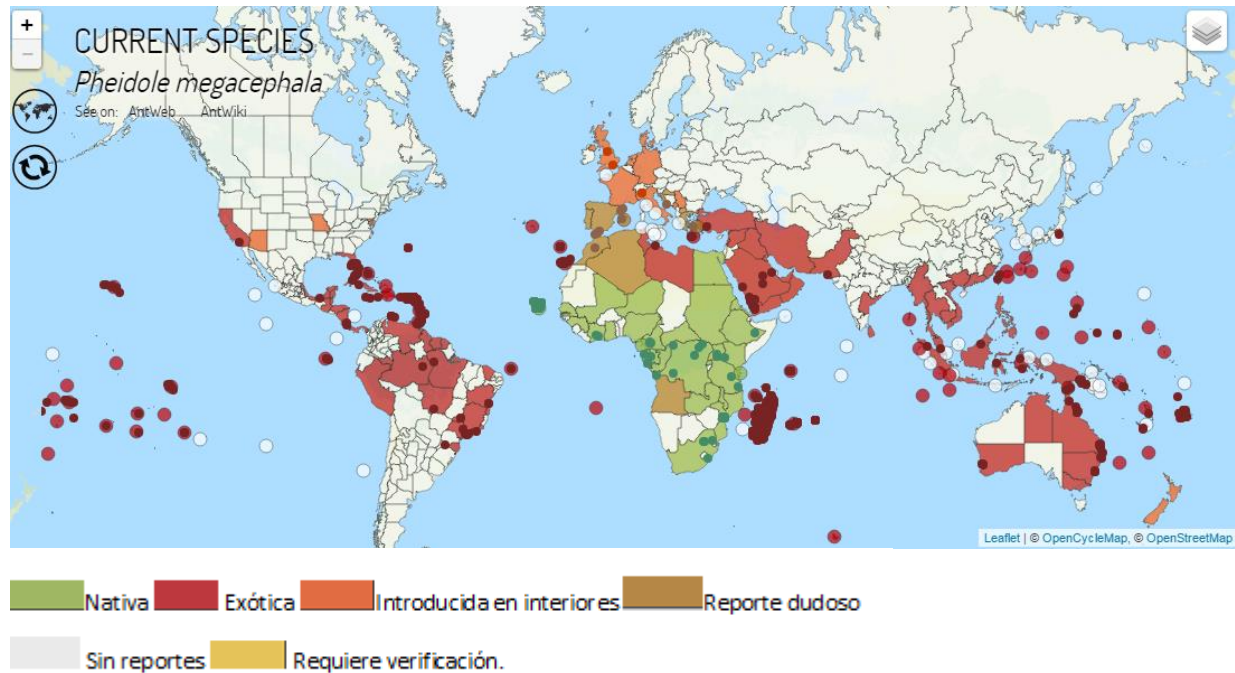 +
CURRENT SPECIES
−
Pheidole megacephala
See on: AntWeb AntWiki
Leaflet | © OpenCycleMap, © OpenStreetMap
Nativa Exótica Introducida en interiores Reporte dudoso
Sin reportes Requiere verificación.